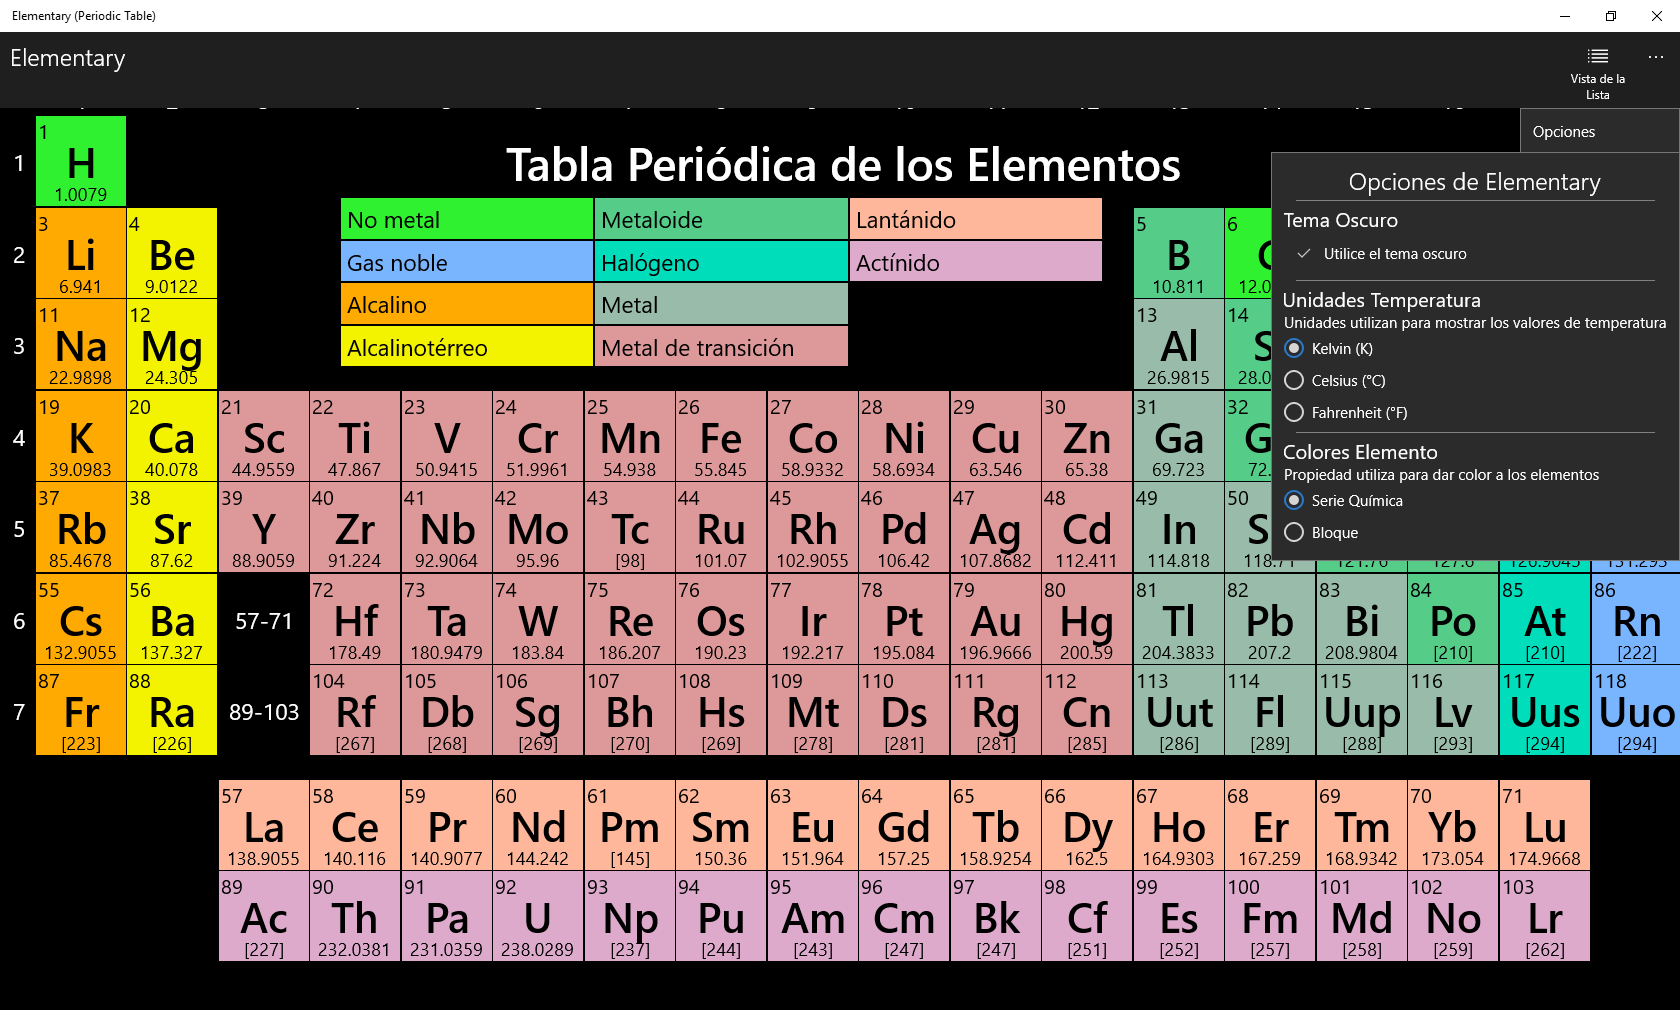 Elementary (Periodic Table)
Elementary
Vista de la
Lista
Opciones
Tabla Periódica de los Elementos
Opciones de Elementary
Tema Oscuro
Utilice el tema oscuro
Unidades Temperatura
Unidades utilizan para mostrar los valores de temperatura
Kelvin (K)
Celsius (°C)
Fahrenheit (°F)
Colores Elemento
Propiedad utiliza para dar color a los elementos
Serie Química
Bloque
No metal Metaloide Lantánido
Gas noble Halógeno Actínido
Alcalino Metal
Alcalinotérreo Metal de transición
1
1
H
1.0079
2
3 4 5 6
Li Be B
6.941 9.0122 10.811
3
11 12 13 14
Na Mg Al
22.9898 24.305 26.9815
4
19 20 21 22 23 24 25 26 27 28 29 30 31 32
K Ca Sc Ti V Cr Mn Fe Co Ni Cu Zn Ga
39.0983 40.078 44.9559 47.867 50.9415 51.9961 54.938 55.845 58.9332 58.6934 63.546 65.38 69.723
5
37 38 39 40 41 42 43 44 45 46 47 48 49 50
Rb Sr Y Zr Nb Mo Tc Ru Rh Pd Ag Cd In
85.4678 87.62 88.9059 91.224 92.9064 95.96 [98] 101.07 102.9055 106.42 107.8682 112.411 114.818 118.71 121.76 127.6 126.9045 131.293
6
55 56 72 73 74 75 76 77 78 79 80 81 82 83 84 85 86
Cs Ba 57-71 Hf Ta W Re Os Ir Pt Au Hg Tl Pb Bi Po At Rn
132.9055 137.327 178.49 180.9479 183.84 186.207 190.23 192.217 195.084 196.9666 200.59 204.3833 207.2 208.9804 [210] [210] [222]
7
87 88 104 105 106 107 108 109 110 111 112 113 114 115 116 117 118
Fr Ra 89-103 Rf Db Sg Bh Hs Mt Ds Rg Cn Uut Fl Uup Lv Uus Uuo
[223] [226] [267] [268] [269] [270] [269] [278] [281] [281] [285] [286] [289] [288] [293] [294] [294]
57 58 59 60 61 62 63 64 65 66 67 68 69 70 71
La Ce Pr Nd Pm Sm Eu Gd Tb Dy Ho Er Tm Yb Lu
138.9055 140.116 140.9077 144.242 [145] 150.36 151.964 157.25 158.9254 162.5 164.9303 167.259 168.9342 173.054 174.9668
89 90 91 92 93 94 95 96 97 98 99 100 101 102 103
Ac Th Pa U Np Pu Am Cm Bk Cf Es Fm Md No Lr
[227] 232.0381 231.0359 238.0289 [237] [244] [243] [247] [247] [251] [252] [257] [258] [259] [262]